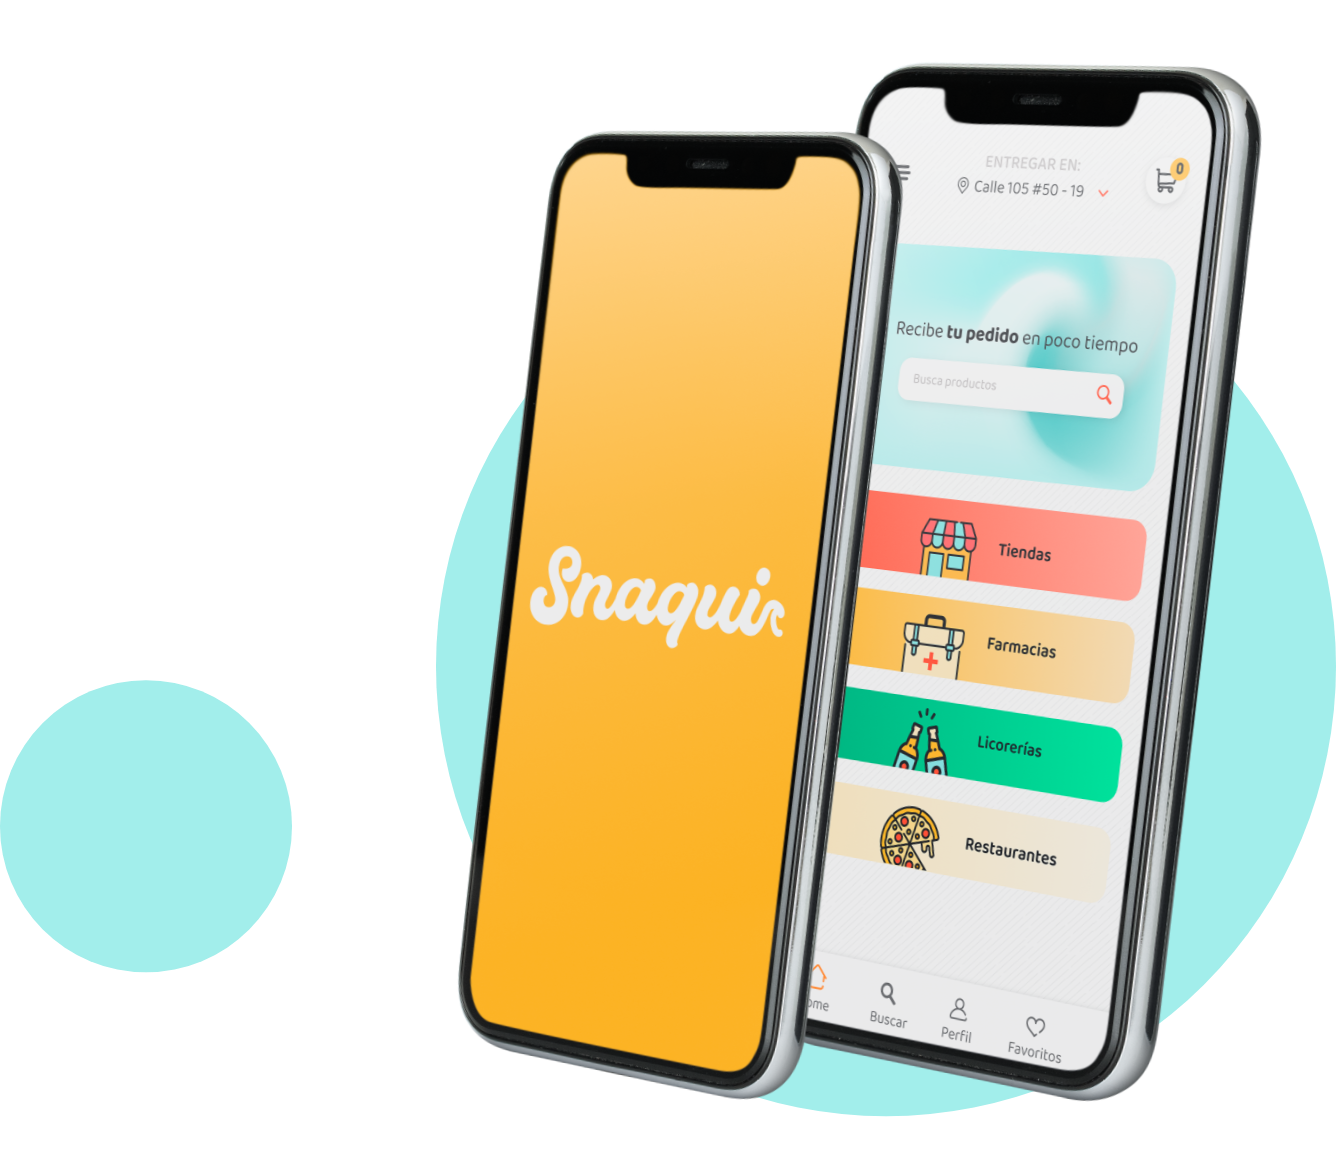 Snaqui
ENTREGAR EN:
Calle 105 #50 - 19
0
Recibe tu pedido en poco tiempo
Busca productos
Tiendas
Farmacias
Licorerías
Restaurantes
ome
Buscar
Perfil
Favoritos